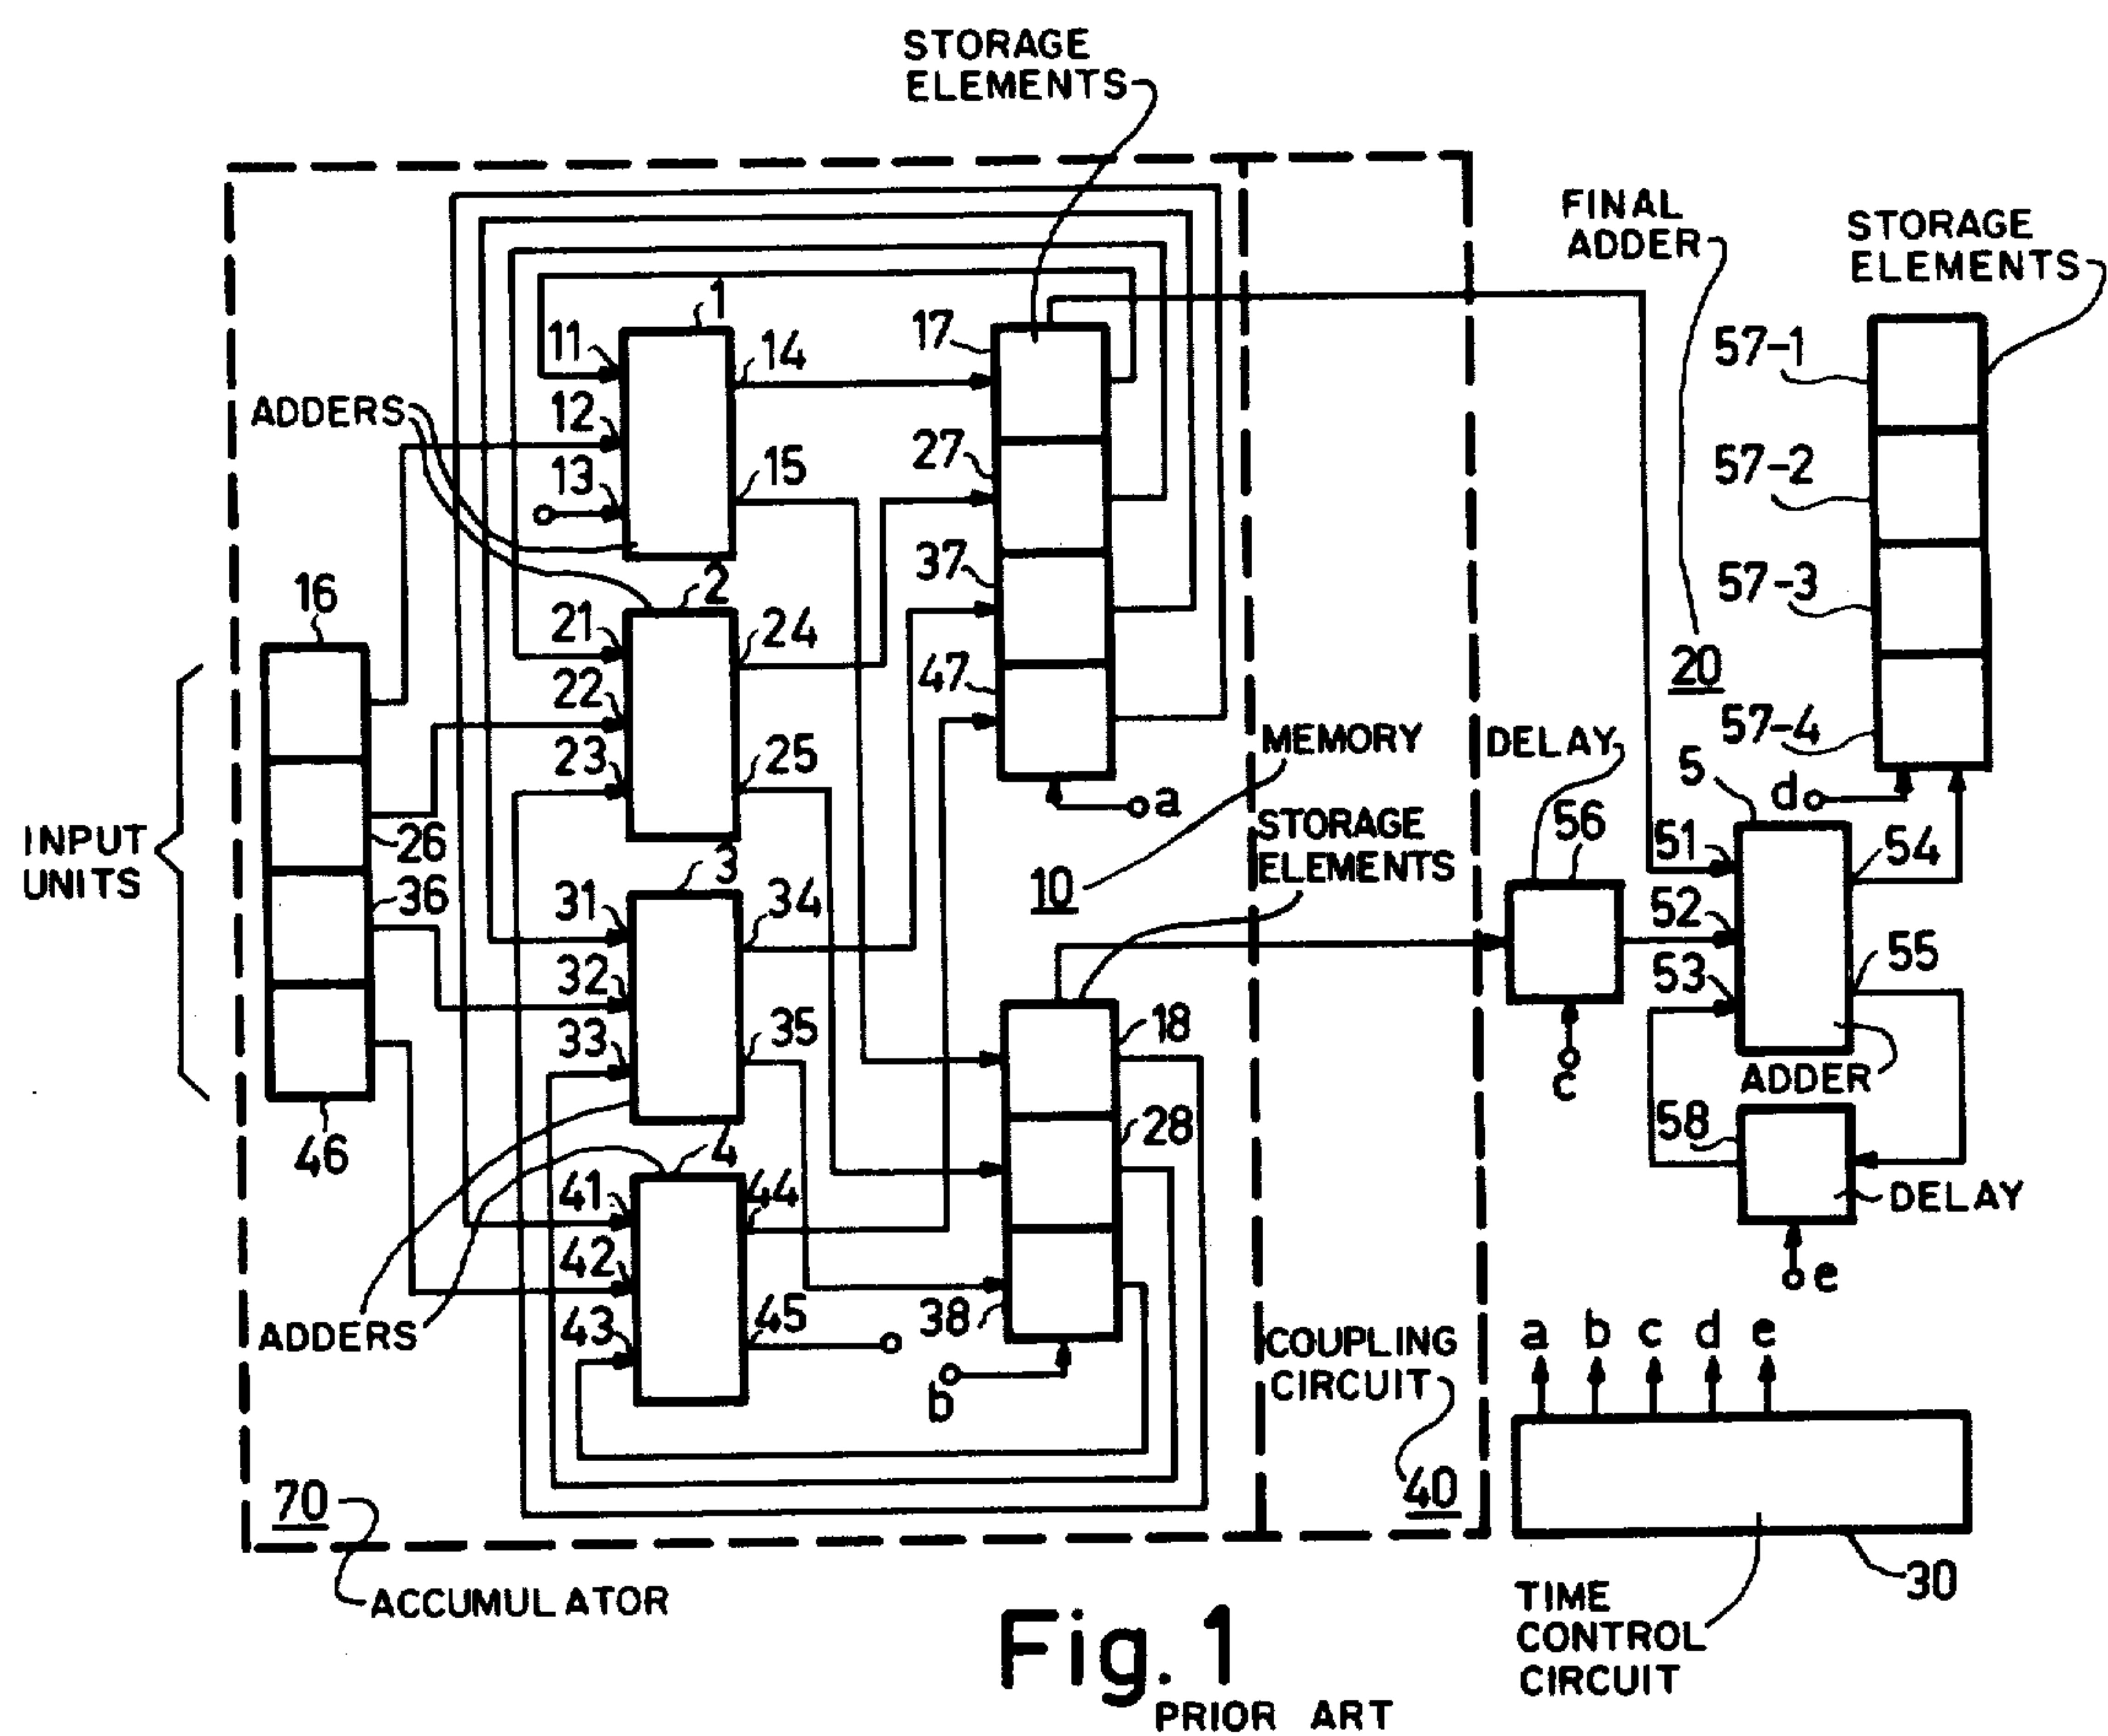 STORAGE
ELEMENTS
FINAL
ADDER
STORAGE
ELEMENTS
1
11
14
17
57-1
ADDERS
12
13
15
27
57-2
16
2
37
57-3
21
24
22
47
20
57-4
23
25
a
MEMORY
DELAY
5
d
INPUT
UNITS
26
36
3
10
STORAGE
ELEMENTS
56
51
54
31
34
52
55
32
53
33
35
18
c
ADDER
46
4
28
58
41
44
DELAY
42
e
ADDERS
43
45
38
b
COUPLING
CIRCUIT
a b c d e
70
40
ACCUMULATOR
30
TIME
CONTROL
CIRCUIT
Fig. 1
PRIOR ART